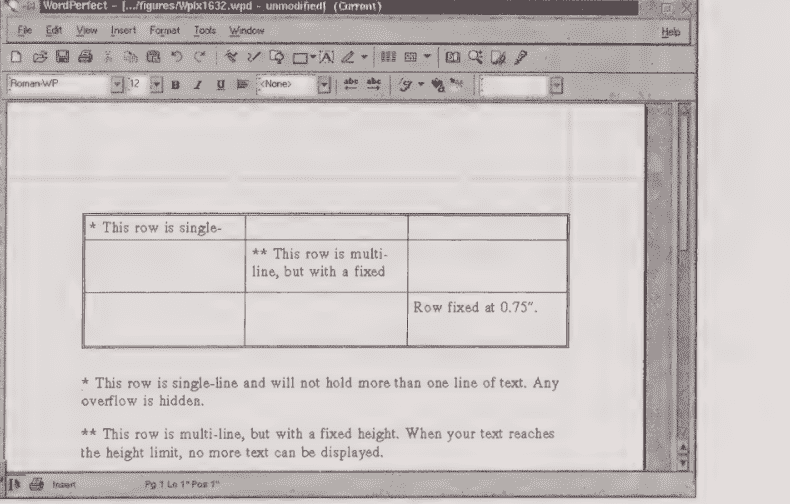 WordPerfect – [.../figures/Wplx1632.wpd - unmodified] (Current)
File Edit View Insert Format Tools Window Help
Roman-WP 12 B I U <None> abc abc
* This row is single-
** This row is multi-
line, but with a fixed
Row fixed at 0.75".
* This row is single-line and will not hold more than one line of text. Any
overflow is hidden.
** This row is multi-line, but with a fixed height. When your text reaches
the height limit, no more text can be displayed.
Insert Pg 1 Ln 1" Pos 1"